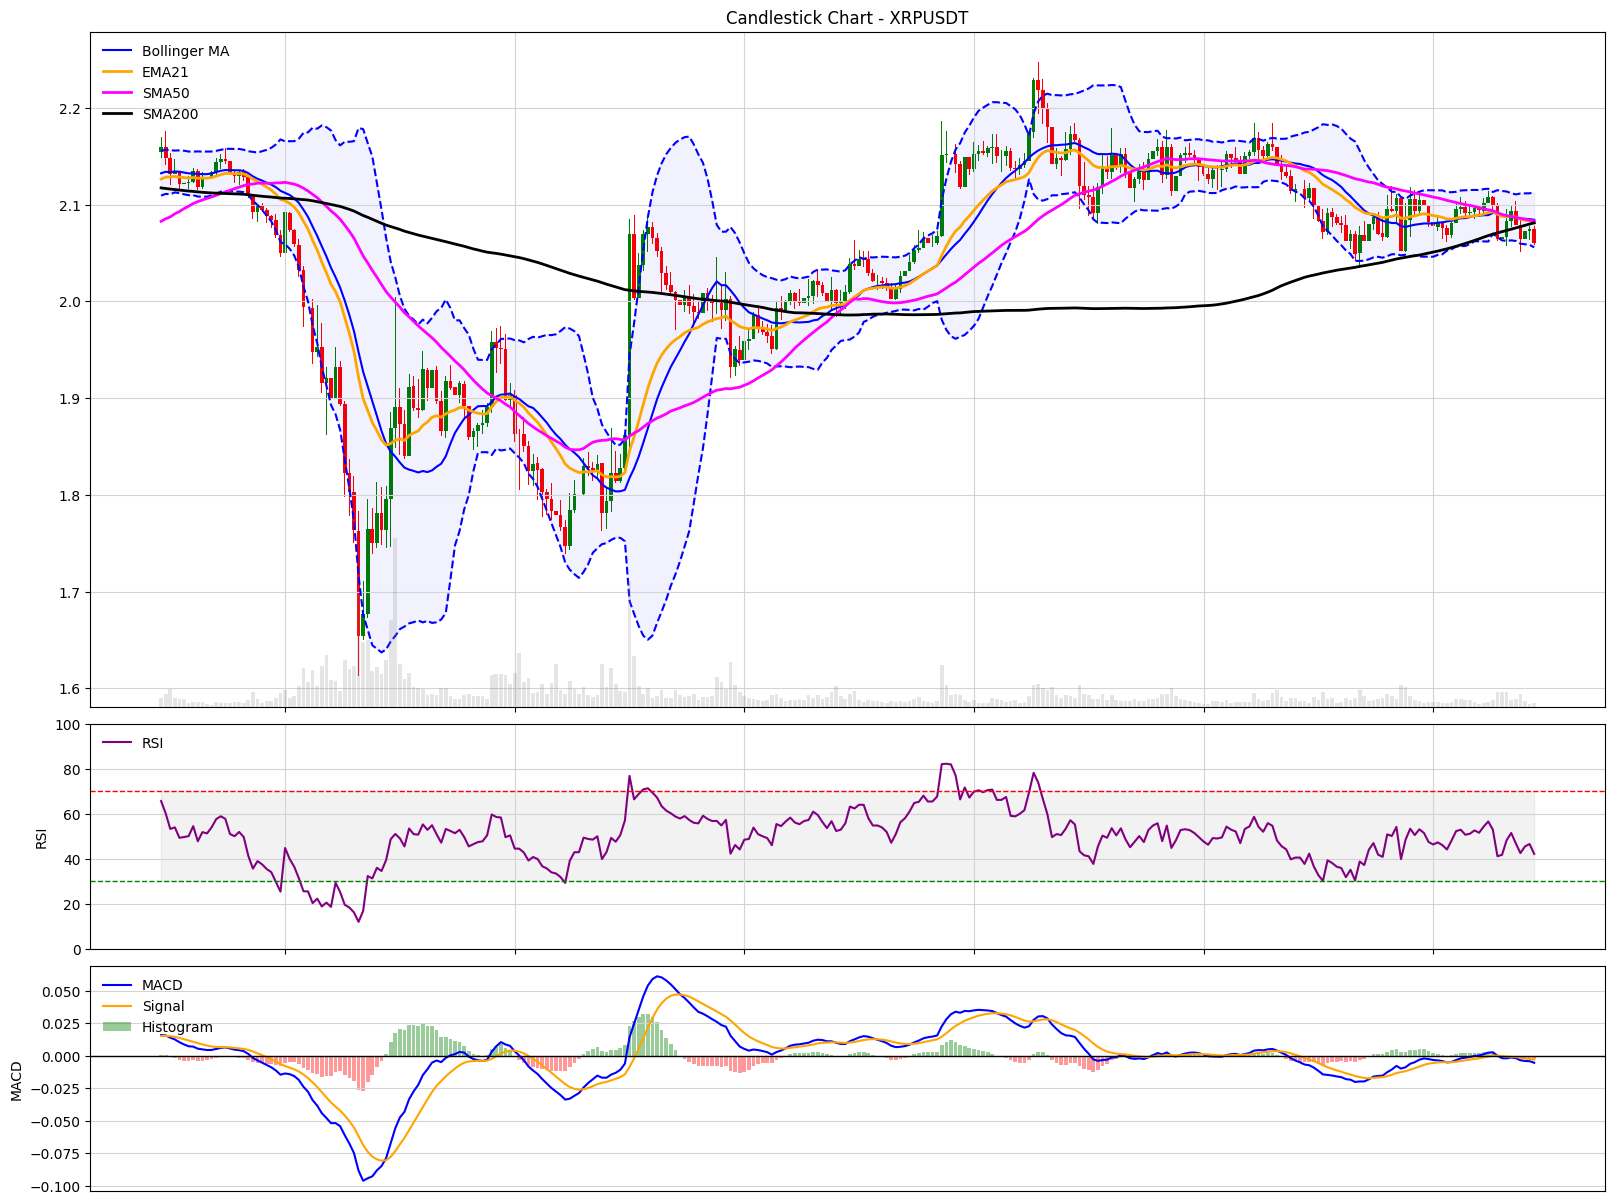 Candlestick Chart - XRPUSDT
Bollinger MA
EMA21
SMA50
SMA200
2.2
2.1
2.0
1.9
1.8
1.7
1.6
RSI
100
80
60
40
20
0
RSI
MACD
Signal
Histogram
0.050
0.025
0.000
−0.025
−0.050
−0.075
−0.100
MACD